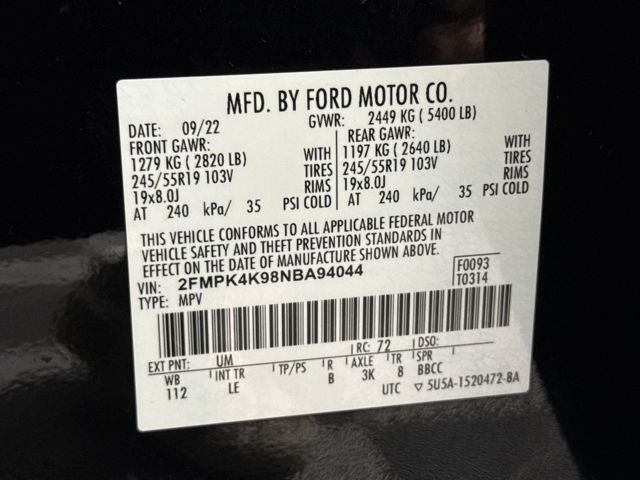 MFD. BY FORD MOTOR CO.
DATE: 09/22 GVWR: 2449 KG ( 5400 LB)
FRONT GAWR: REAR GAWR:
1279 KG ( 2820 LB) WITH 1197 KG ( 2640 LB) WITH
245/55R19 103V TIRES 245/55R19 103V TIRES
19x8.0J RIMS 19x8.0J RIMS
AT 240 kPa/ 35 PSI COLD AT 240 kPa/ 35 PSI COLD
THIS VEHICLE CONFORMS TO ALL APPLICABLE FEDERAL MOTOR
VEHICLE SAFETY AND THEFT PREVENTION STANDARDS IN
EFFECT ON THE DATE OF MANUFACTURE SHOWN ABOVE.
VIN: 2FMPK4K98NBA94044 F0093
TYPE: MPV T0314
EXT PNT: UM RC: 72 DSO:
WB INT TR TP/PS R AXLE TR SPR
112 LE B 3K 8 BBCC
UTC ▽ 5U5A-1520472-BA